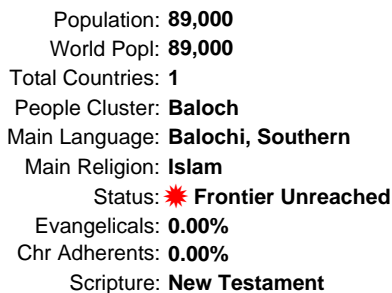 Population: 89,000
World Popl: 89,000
Total Countries: 1
People Cluster: Baloch
Main Language: Balochi, Southern
Main Religion: Islam
Status: Frontier Unreached
Evangelicals: 0.00%
Chr Adherents: 0.00%
Scripture: New Testament